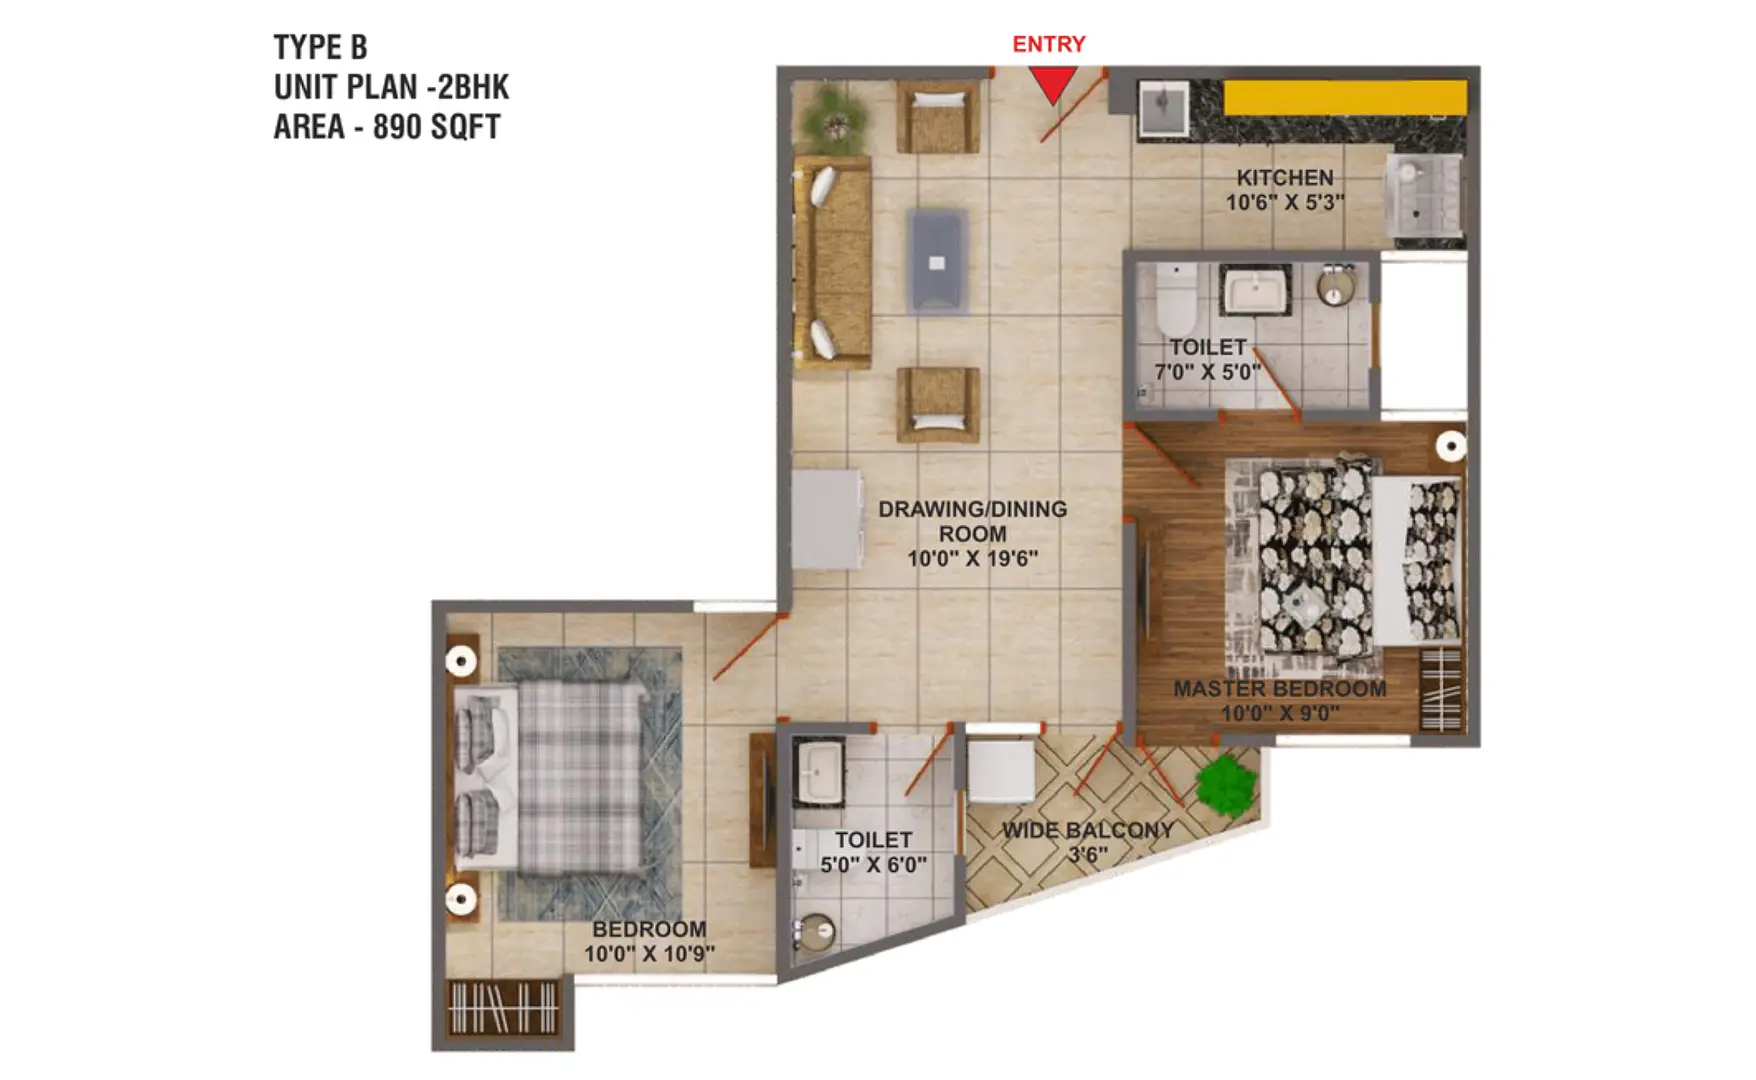 TYPE B
UNIT PLAN -2BHK
AREA - 890 SQFT
ENTRY
KITCHEN
10'6" X 5'3"
TOILET
7'0" X 5'0"
DRAWING/DINING
ROOM
10'0" X 19'6"
MASTER BEDROOM
10'0" X 9'0"
WIDE BALCONY
3'6"
TOILET
5'0" X 6'0"
BEDROOM
10'0" X 10'9"